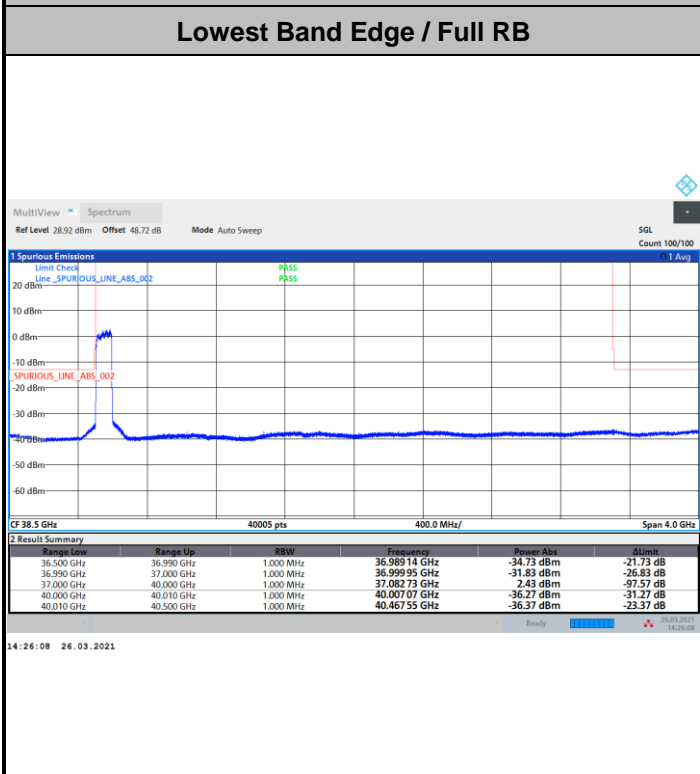 Lowest Band Edge / Full RB
MultiView Spectrum
Ref Level 28.92 dBm Offset 48.72 dB Mode Auto Sweep SGL
Count 100/100
1 Spurious Emissions 1 Avg
Limit Check PASS
Line _SPURIOUS_LINE_ABS_002 PASS
20 dBm
10 dBm
0 dBm
-10 dBm
SPURIOUS_LINE_ABS_002
-20 dBm
-30 dBm
-40 dBm
-50 dBm
-60 dBm
CF 38.5 GHz 40005 pts 400.0 MHz/ Span 4.0 GHz
2 Result Summary
Range Low Range Up RBW Frequency Power Abs ΔLimit
36.500 GHz 36.990 GHz 1.000 MHz 36.98914 GHz -34.73 dBm -21.73 dB
36.990 GHz 37.000 GHz 1.000 MHz 36.99995 GHz -31.83 dBm -26.83 dB
37.000 GHz 40.000 GHz 1.000 MHz 37.08273 GHz 2.43 dBm -97.57 dB
40.000 GHz 40.010 GHz 1.000 MHz 40.00707 GHz -36.27 dBm -31.27 dB
40.010 GHz 40.500 GHz 1.000 MHz 40.46755 GHz -36.37 dBm -23.37 dB
Ready 26.03.2021
14:26:08
14:26:08 26.03.2021